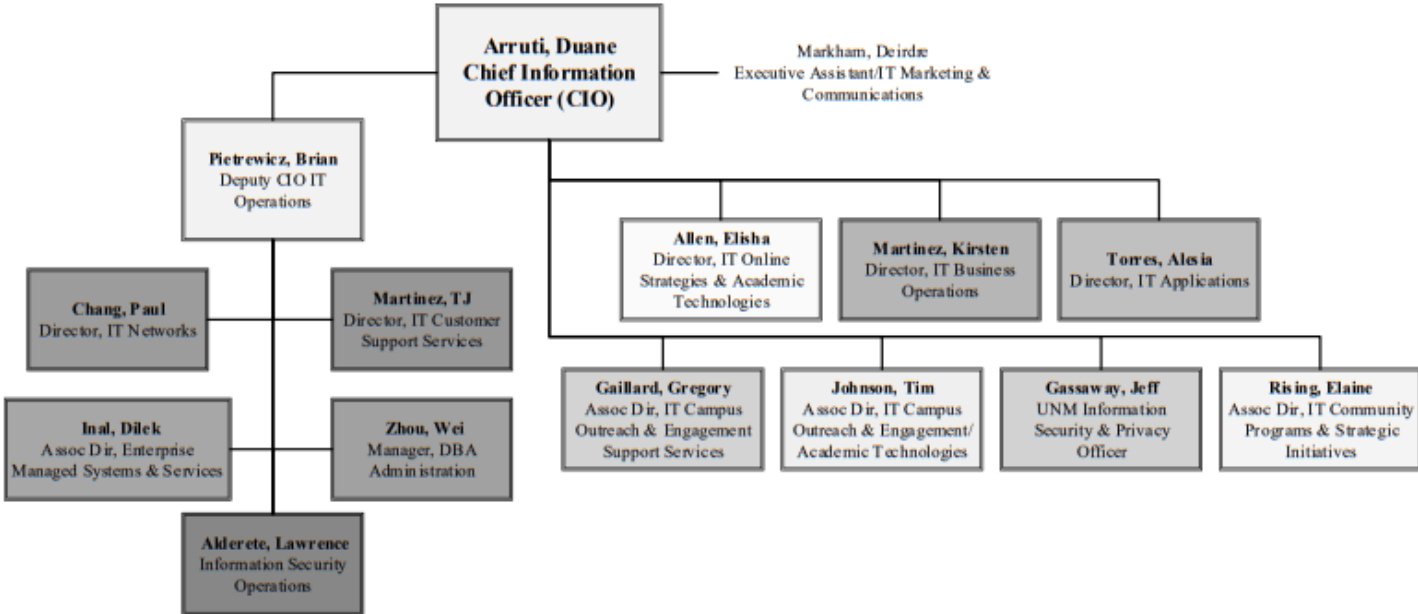 Arruti, Duane
Chief Information
Officer (CIO)
Markham, Deirdre
Executive Assistant/IT Marketing &
Communications
Pietrewicz, Brian
Deputy CIO IT
Operations
Allen, Elisha
Director, IT Online
Strategies & Academic
Technologies
Martinez, Kirsten
Director, IT Business
Operations
Torres, Alesia
Director, IT Applications
Chang, Paul
Director, IT Networks
Martinez, TJ
Director, IT Customer
Support Services
Gaillard, Gregory
Assoc Dir, IT Campus
Outreach & Engagement
Support Services
Johnson, Tim
Assoc Dir, IT Campus
Outreach & Engagement/
Academic Technologies
Gassaway, Jeff
UNM Information
Security & Privacy
Officer
Rising, Elaine
Assoc Dir, IT Community
Programs & Strategic
Initiatives
Inal, Dilek
Assoc Dir, Enterprise
Managed Systems & Services
Zhou, Wei
Manager, DBA
Administration
Alderete, Lawrence
Information Security
Operations